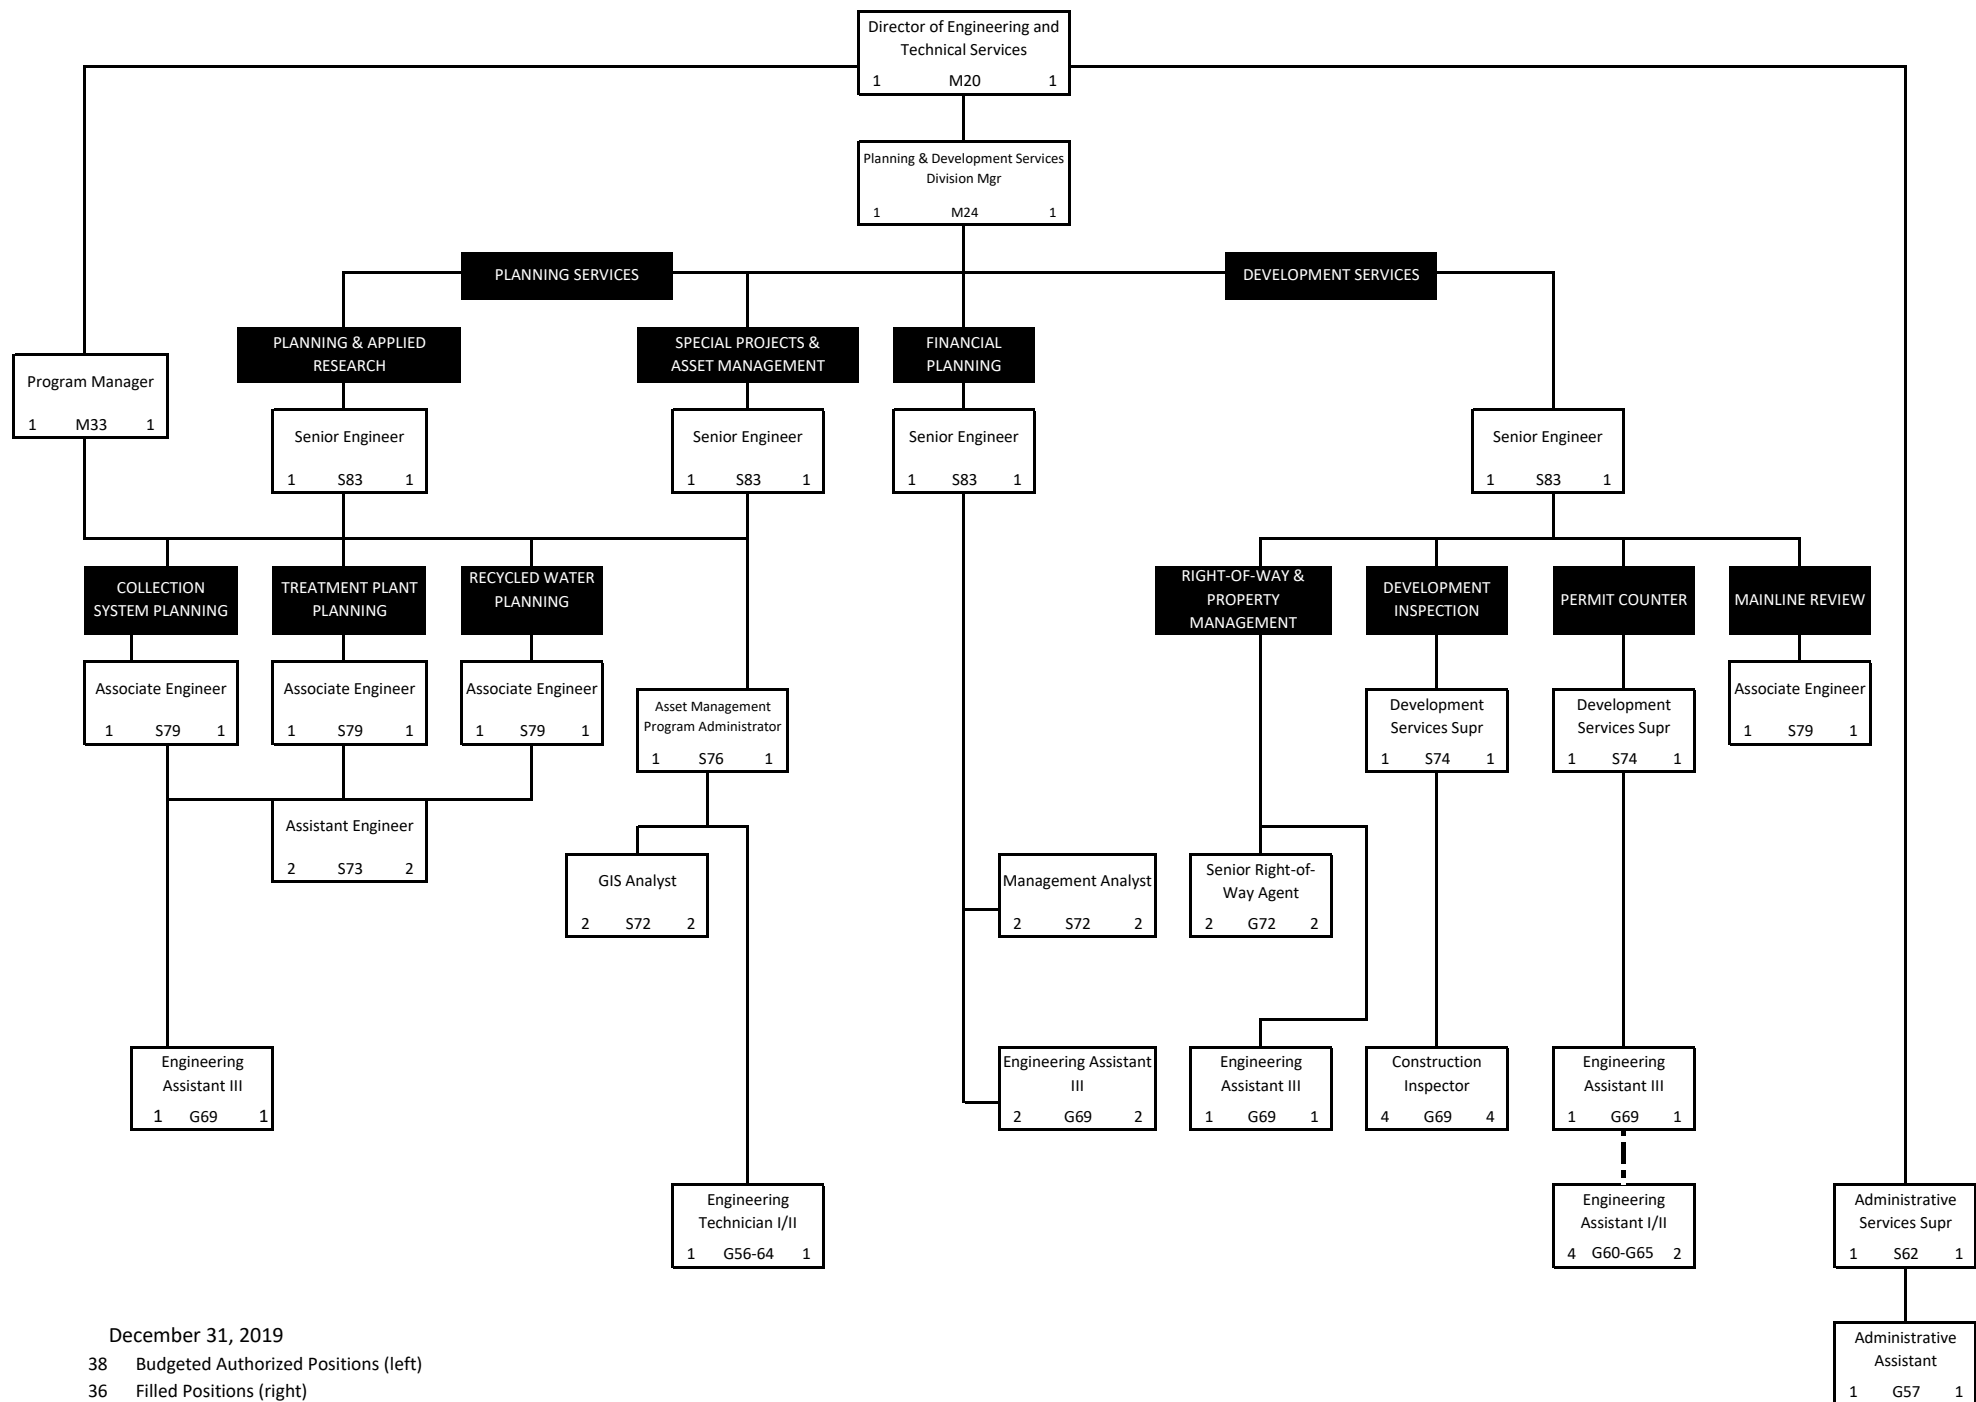 Director of Engineering and
Technical Services
1 M20 1
Planning & Development Services
Division Mgr
1 M24 1
PLANNING SERVICES
DEVELOPMENT SERVICES
PLANNING & APPLIED
RESEARCH
SPECIAL PROJECTS &
ASSET MANAGEMENT
FINANCIAL
PLANNING
Program Manager
1 M33 1
Senior Engineer
1 S83 1
Senior Engineer
1 S83 1
Senior Engineer
1 S83 1
Senior Engineer
1 S83 1
COLLECTION
SYSTEM PLANNING
TREATMENT PLANT
PLANNING
RECYCLED WATER
PLANNING
RIGHT-OF-WAY &
PROPERTY
MANAGEMENT
DEVELOPMENT
INSPECTION
PERMIT COUNTER
MAINLINE REVIEW
Associate Engineer
1 S79 1
Associate Engineer
1 S79 1
Associate Engineer
1 S79 1
Asset Management
Program Administrator
1 S76 1
Development
Services Supr
1 S74 1
Development
Services Supr
1 S74 1
Associate Engineer
1 S79 1
Assistant Engineer
2 S73 2
GIS Analyst
2 S72 2
Management Analyst
2 S72 2
Senior Right-of-
Way Agent
2 G72 2
Engineering
Assistant III
1 G69 1
Engineering Assistant
III
2 G69 2
Engineering
Assistant III
1 G69 1
Construction
Inspector
4 G69 4
Engineering
Assistant III
1 G69 1
Engineering
Technician I/II
1 G56-64 1
Engineering
Assistant I/II
4 G60-G65 2
Administrative
Services Supr
1 S62 1
Administrative
Assistant
1 G57 1
December 31, 2019
38 Budgeted Authorized Positions (left)
36 Filled Positions (right)